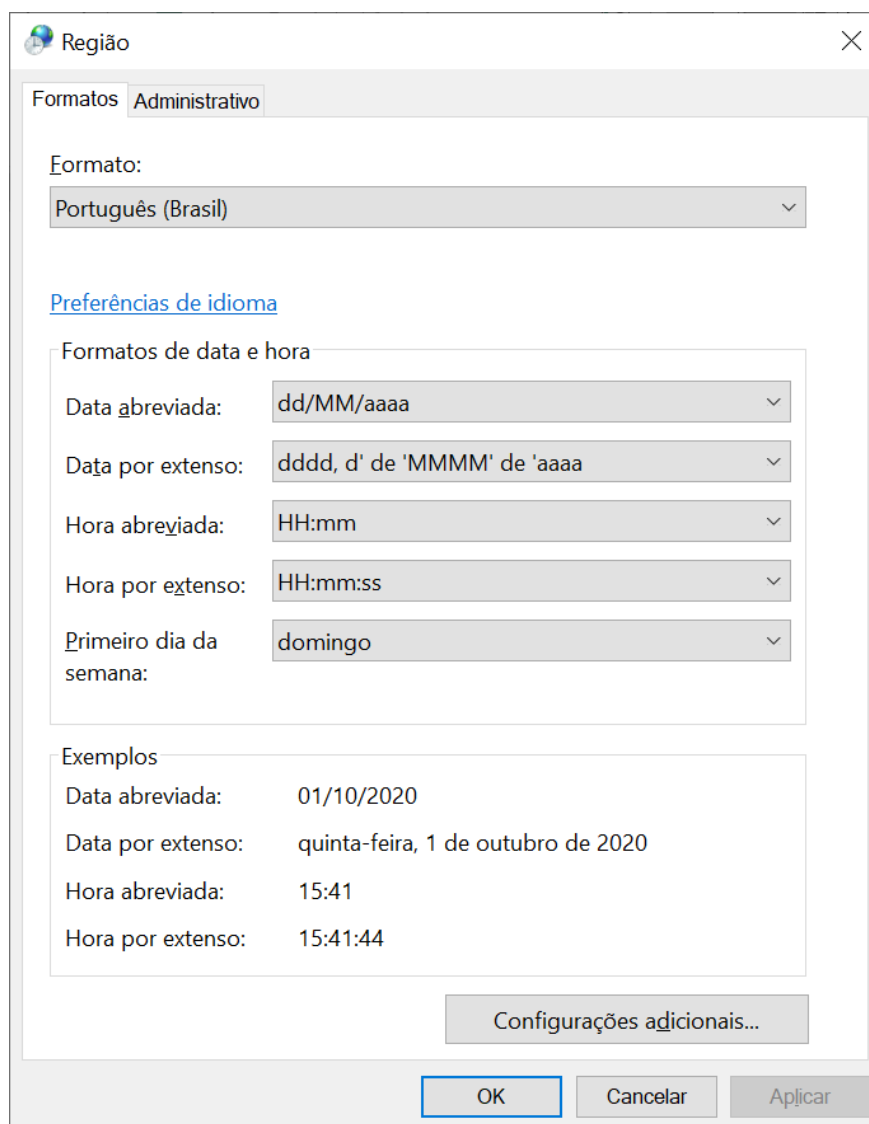 Região
Formatos Administrativo
Formato:
Português (Brasil)
Preferências de idioma
Formatos de data e hora
Data abreviada: dd/MM/aaaa
Data por extenso: dddd, d' de 'MMMM' de 'aaaa
Hora abreviada: HH:mm
Hora por extenso: HH:mm:ss
Primeiro dia da semana: domingo
Exemplos
Data abreviada: 01/10/2020
Data por extenso: quinta-feira, 1 de outubro de 2020
Hora abreviada: 15:41
Hora por extenso: 15:41:44
Configurações adicionais...
OK Cancelar Aplicar